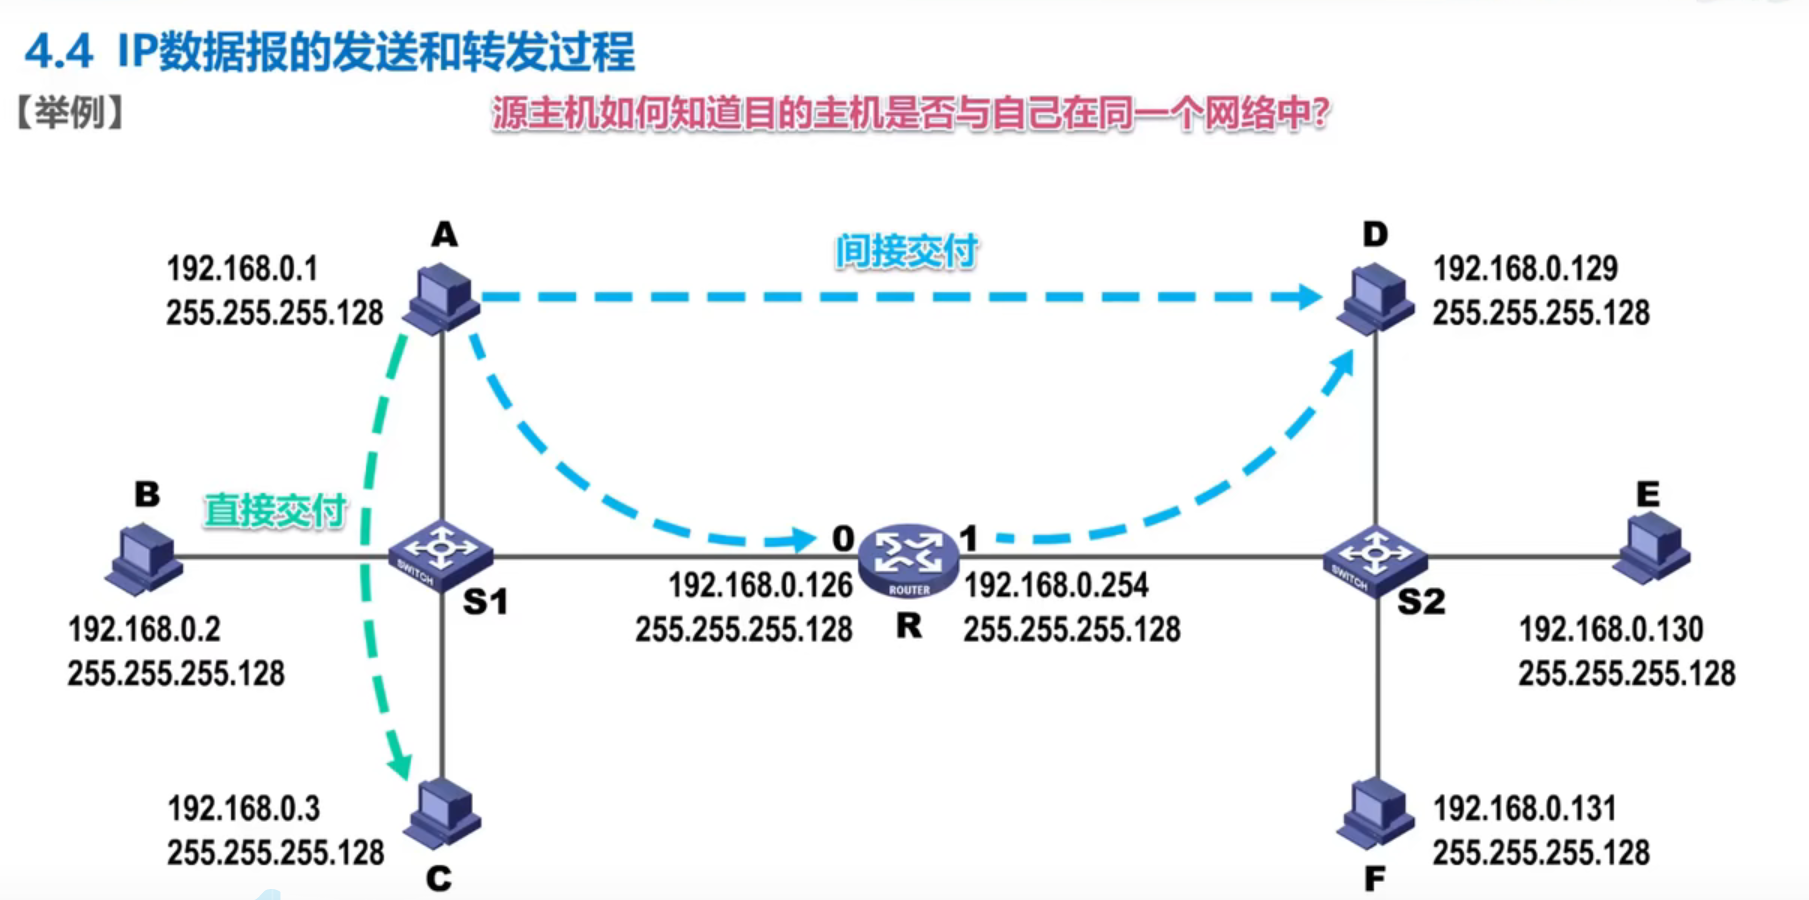 4.4 IP数据报的发送和转发过程
【举例】
源主机如何知道目的主机是否与自己在同一个网络中?
A
192.168.0.1
255.255.255.128
间接交付
D
192.168.0.129
255.255.255.128
B
直接交付
192.168.0.2
255.255.255.128
SWITCH
S1
0
1
ROUTER
R
192.168.0.126
255.255.255.128
192.168.0.254
255.255.255.128
SWITCH
S2
E
192.168.0.130
255.255.255.128
192.168.0.3
255.255.255.128
C
192.168.0.131
255.255.255.128
F